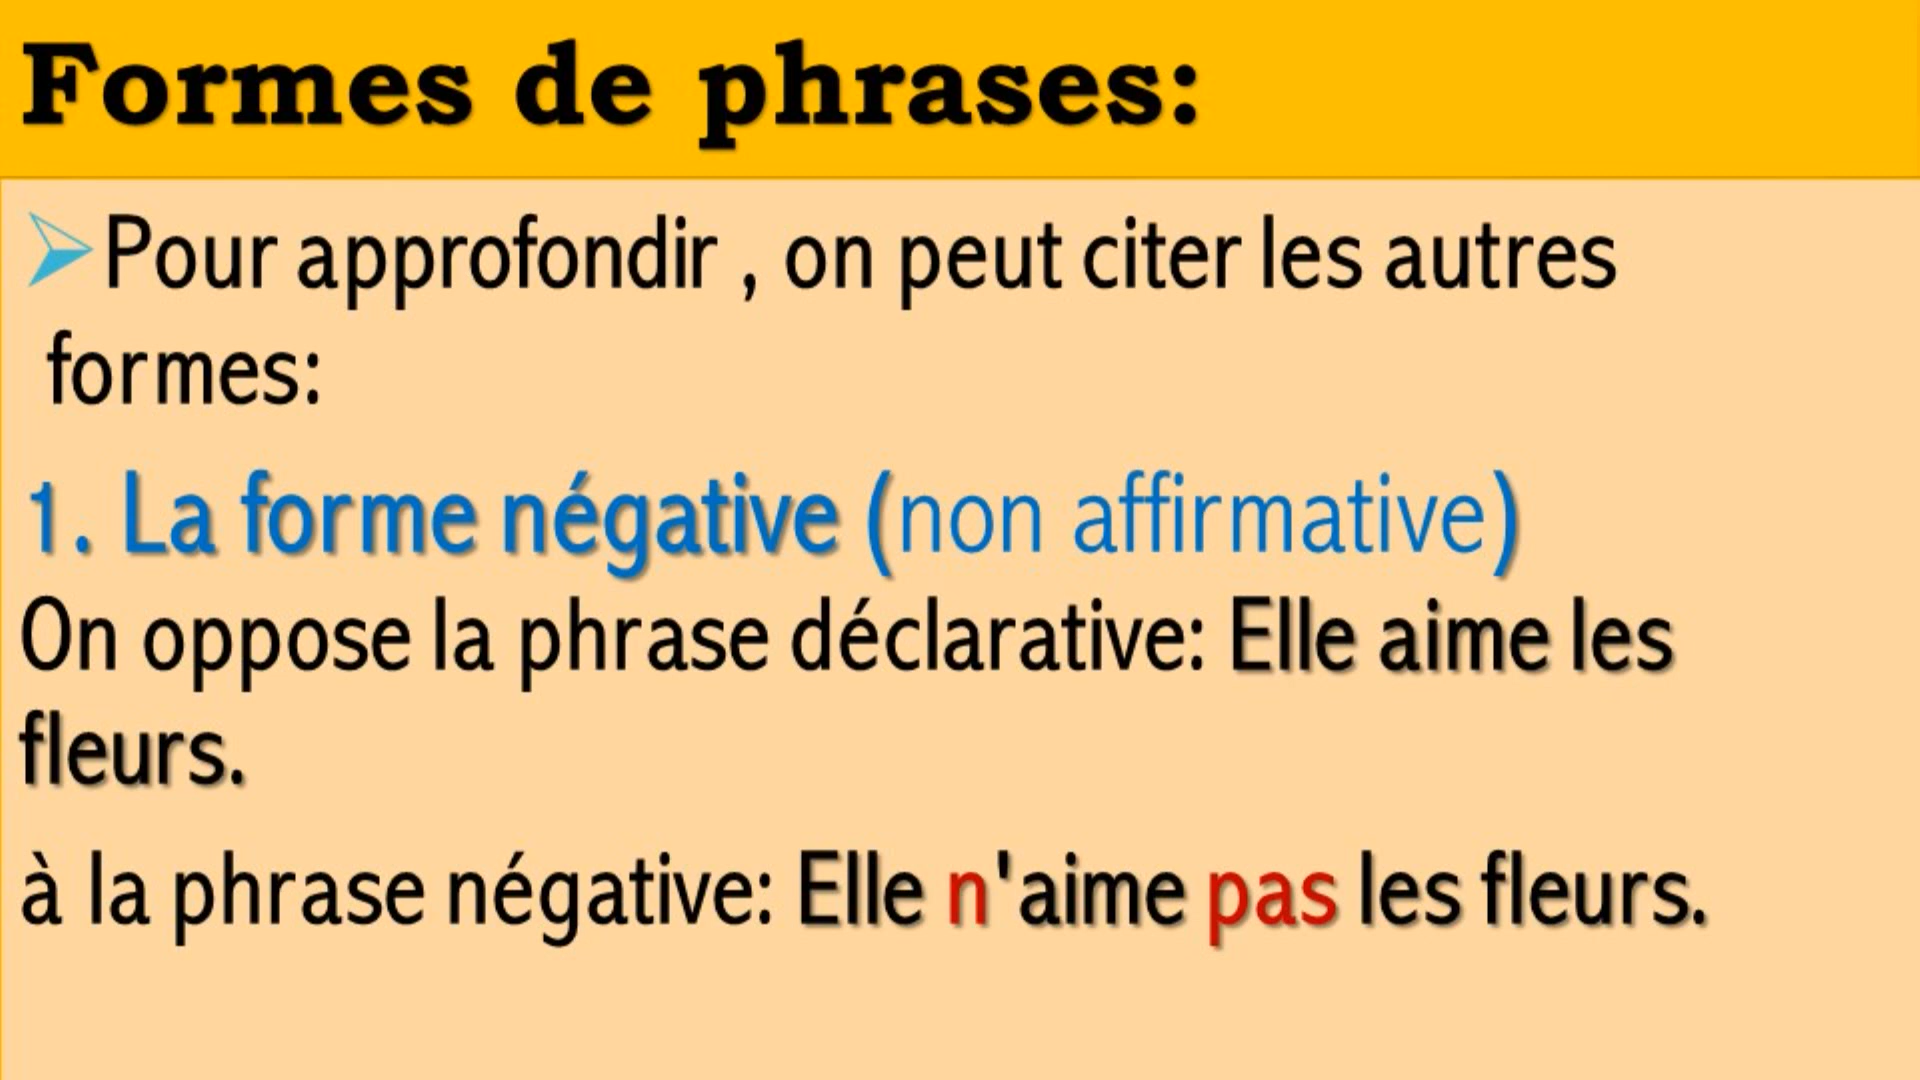 Formes de phrases:
Pour approfondir , on peut citer les autres
formes:
1. La forme négative (non affirmative)
On oppose la phrase déclarative: Elle aime les
fleurs.
à la phrase négative: Elle n'aime pas les fleurs.